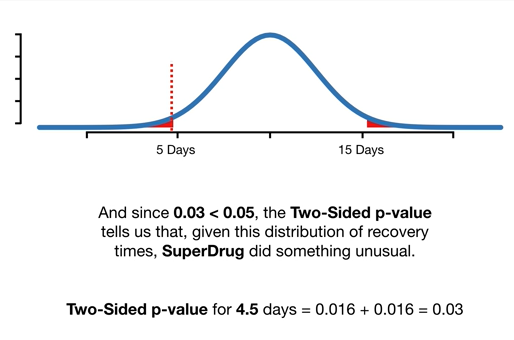 5 Days
15 Days
And since 0.03 < 0.05, the Two-Sided p-value
tells us that, given this distribution of recovery
times, SuperDrug did something unusual.
Two-Sided p-value for 4.5 days = 0.016 + 0.016 = 0.03